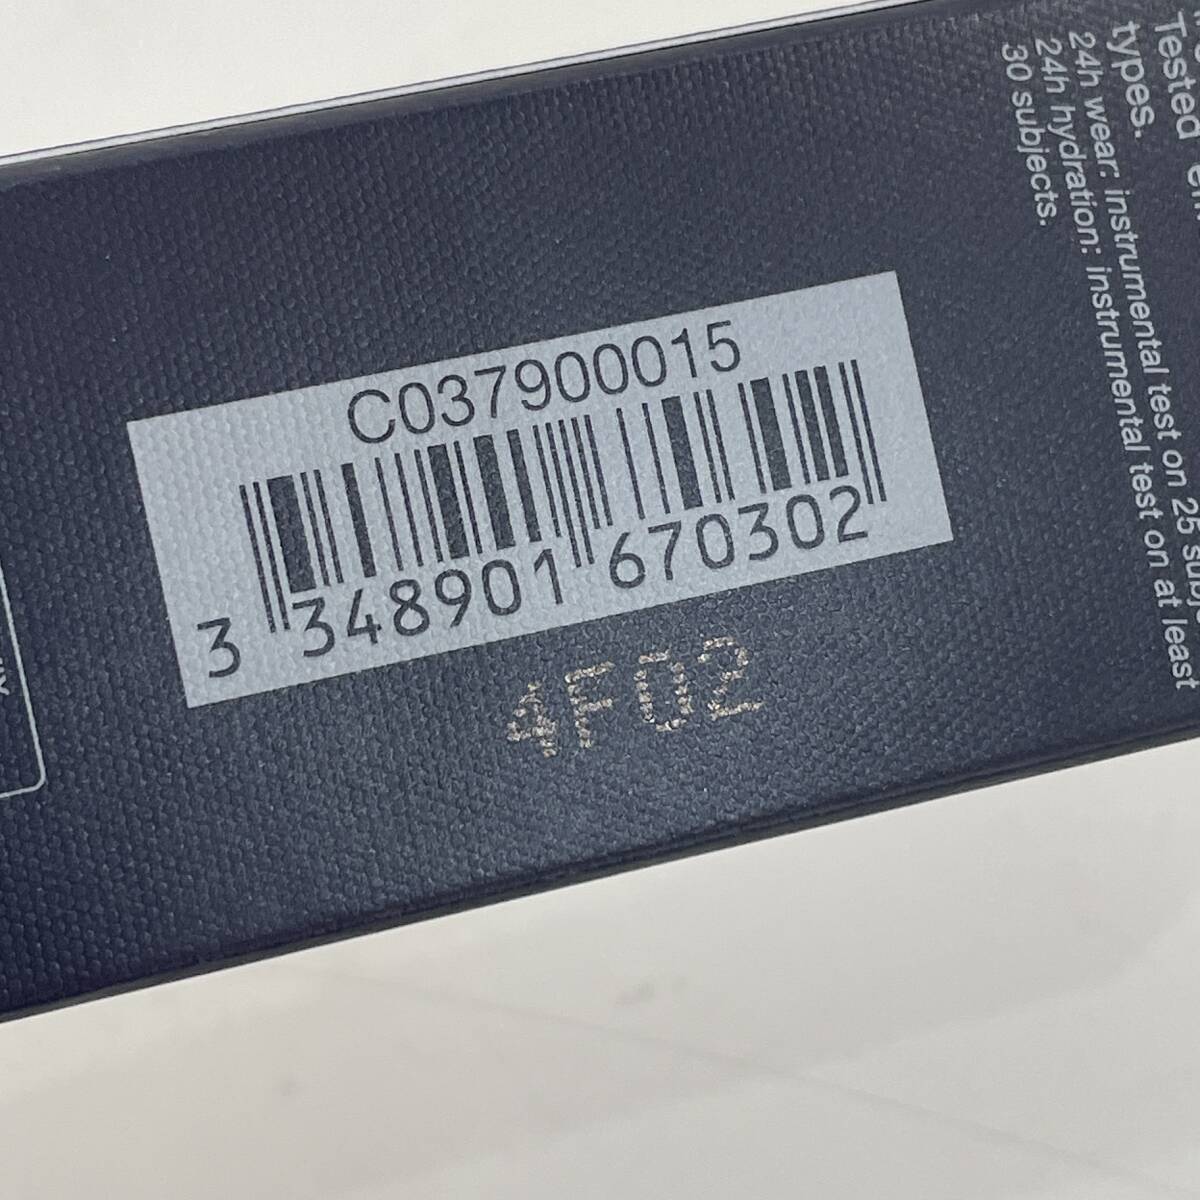 C037900015
3 348901 670302
4F02
Tested
types.
24h wear: instrumental test on 25
24h hydration: instrumental test on at least
30 subjects.